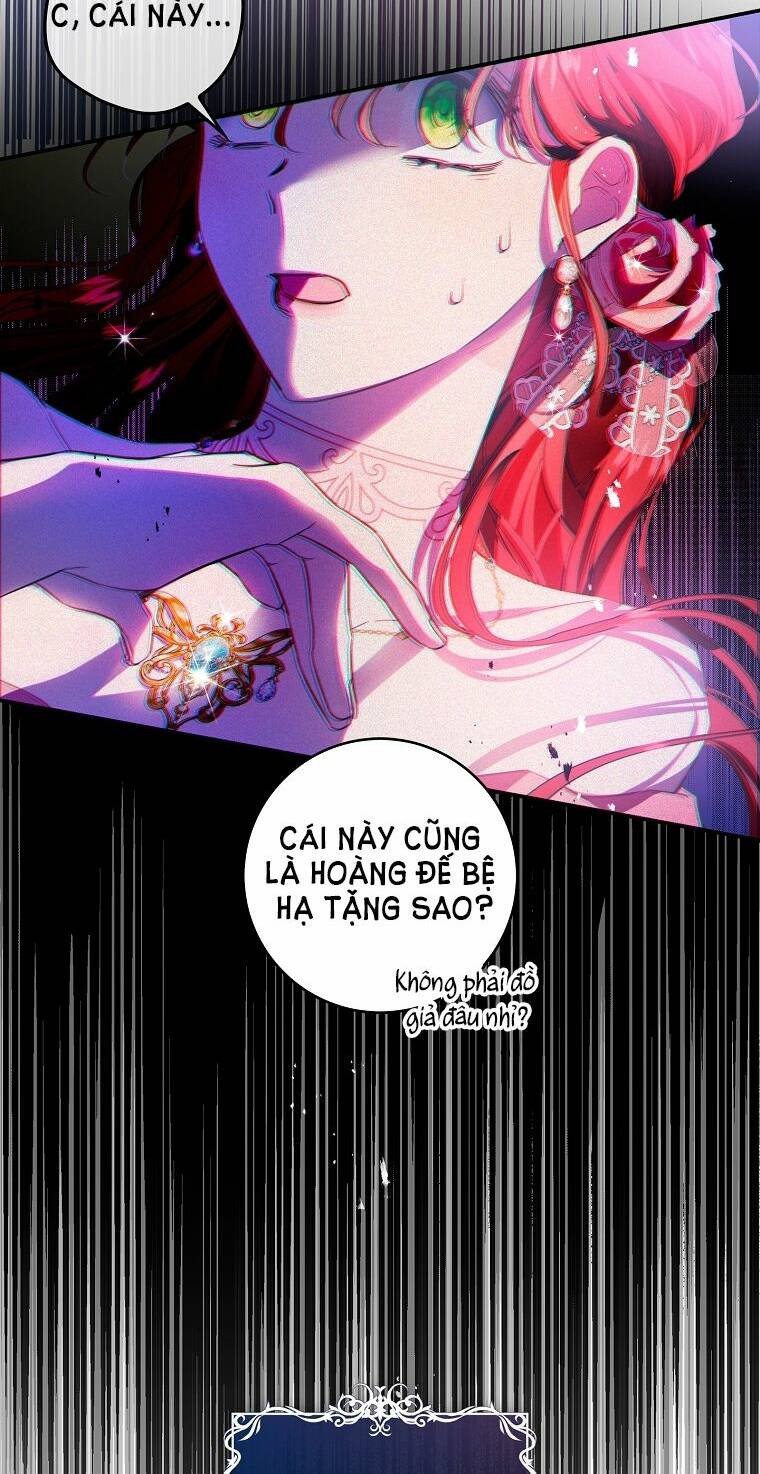 C, CÁI NÀY...
CÁI NÀY CŨNG
LÀ HOÀNG ĐẾ BỆ
HẠ TẶNG SAO?
Không phải đồ
giả đâu nhỉ?